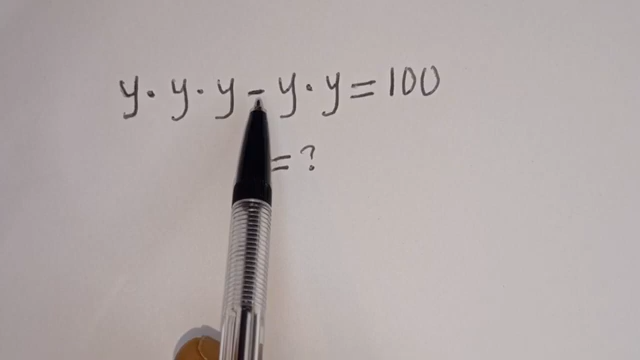 y · y · y - y · y = 100
= ?